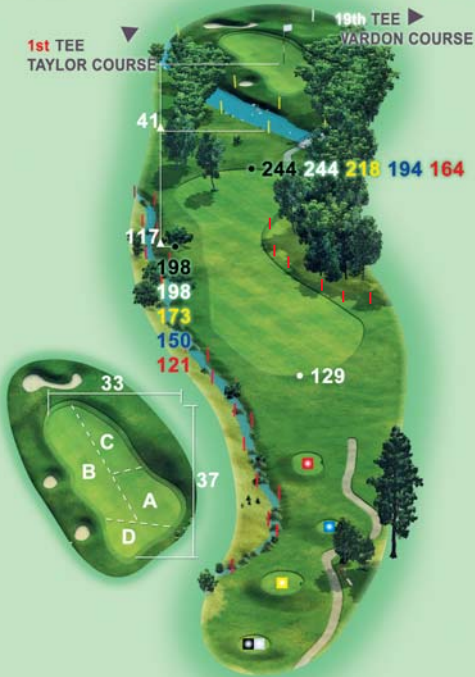 1st TEE
TAYLOR COURSE
19th TEE
VARDON COURSE
41
244 244 218 194 164
117
198
198
173
150
121
129
33
37
C
B
A
D